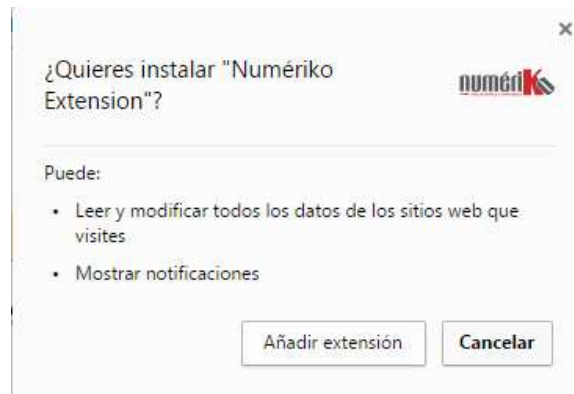 ¿Quieres instalar "Numériko
Extension"?
numériKo
Puede:
• Leer y modificar todos los datos de los sitios web que
visites
• Mostrar notificaciones
Añadir extensión
Cancelar